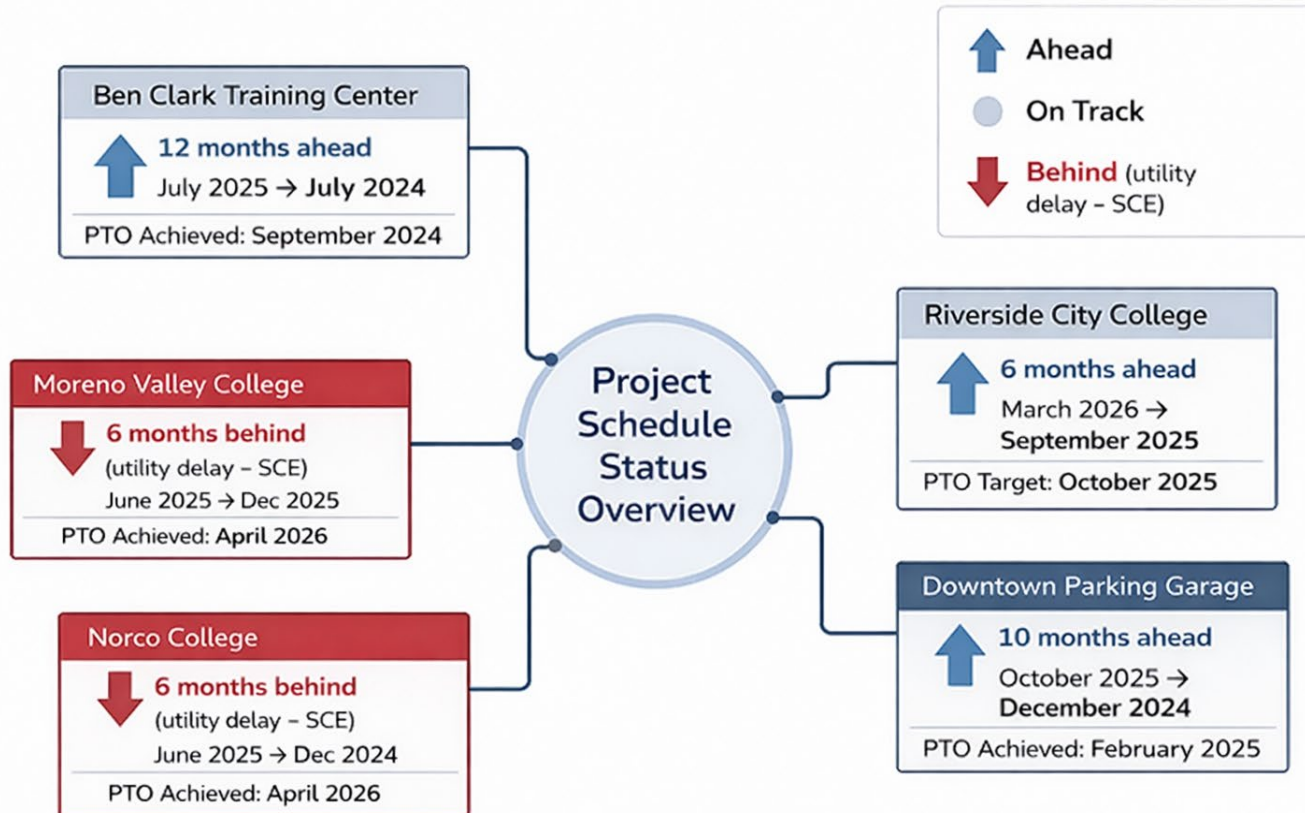 Ben Clark Training Center
12 months ahead
July 2025 → July 2024
PTO Achieved: September 2024
Moreno Valley College
6 months behind
(utility delay – SCE)
June 2025 → Dec 2025
PTO Achieved: April 2026
Norco College
6 months behind
(utility delay – SCE)
June 2025 → Dec 2024
PTO Achieved: April 2026
Project
Schedule
Status
Overview
Ahead
On Track
Behind (utility
delay – SCE)
Riverside City College
6 months ahead
March 2026 →
September 2025
PTO Target: October 2025
Downtown Parking Garage
10 months ahead
October 2025 →
December 2024
PTO Achieved: February 2025